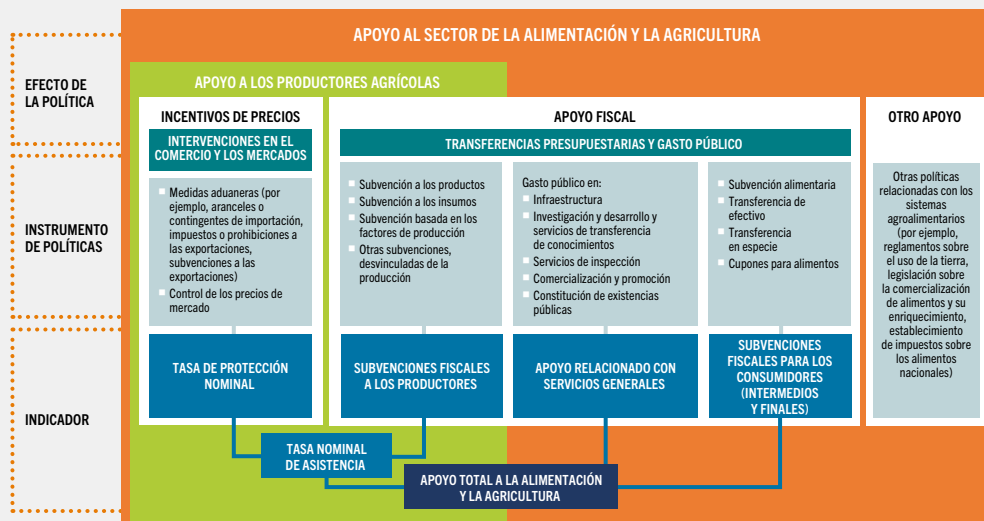 APOYO AL SECTOR DE LA ALIMENTACIÓN Y LA AGRICULTURA
EFECTO DE
LA POLÍTICA
APOYO A LOS PRODUCTORES AGRÍCOLAS
INCENTIVOS DE PRECIOS
INTERVENCIONES EN EL
COMERCIO Y LOS MERCADOS
APOYO FISCAL
TRANSFERENCIAS PRESUPUESTARIAS Y GASTO PÚBLICO
OTRO APOYO
INSTRUMENTO
DE POLÍTICAS
Medidas aduaneras (por
ejemplo, aranceles o
contingentes de importación,
impuestos o prohibiciones a
las exportaciones,
subvenciones a las
exportaciones)
Control de los precios de
mercado
Subvención a los productos
Subvención a los insumos
Subvención basada en los
factores de producción
Otras subvenciones,
desvinculadas de la
producción
Gasto público en:
Infraestructura
Investigación y desarrollo y
servicios de transferencia
de conocimientos
Servicios de inspección
Comercialización y promoción
Constitución de existencias
públicas
Subvención alimentaria
Transferencia de
efectivo
Transferencia
en especie
Cupones para alimentos
Otras políticas
relacionadas con los
sistemas
agroalimentarios
(por ejemplo,
reglamentos sobre
el uso de la tierra,
legislación sobre
la comercialización
de alimentos y su
enriquecimiento,
establecimiento
de impuestos sobre
los alimentos
nacionales)
INDICADOR
TASA DE PROTECCIÓN
NOMINAL
SUBVENCIONES FISCALES
A LOS PRODUCTORES
APOYO RELACIONADO CON
SERVICIOS GENERALES
SUBVENCIONES
FISCALES PARA LOS
CONSUMIDORES
(INTERMEDIOS
Y FINALES)
TASA NOMINAL
DE ASISTENCIA
APOYO TOTAL A LA ALIMENTACIÓN
Y LA AGRICULTURA